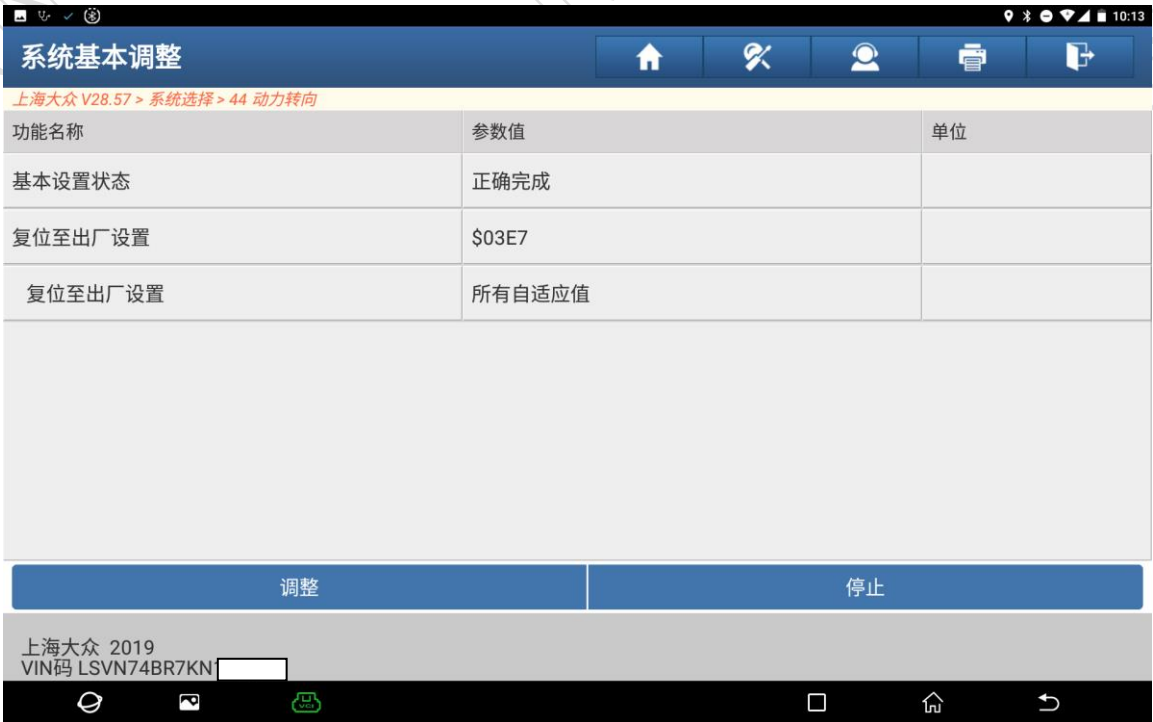 10:13
系统基本调整
上海大众 V28.57 > 系统选择 > 44 动力转向
功能名称 参数值 单位
基本设置状态 正确完成
复位至出厂设置 $03E7
复位至出厂设置 所有自适应值
调整 停止
上海大众 2019
VIN码 LSVN74BR7KN
VCI